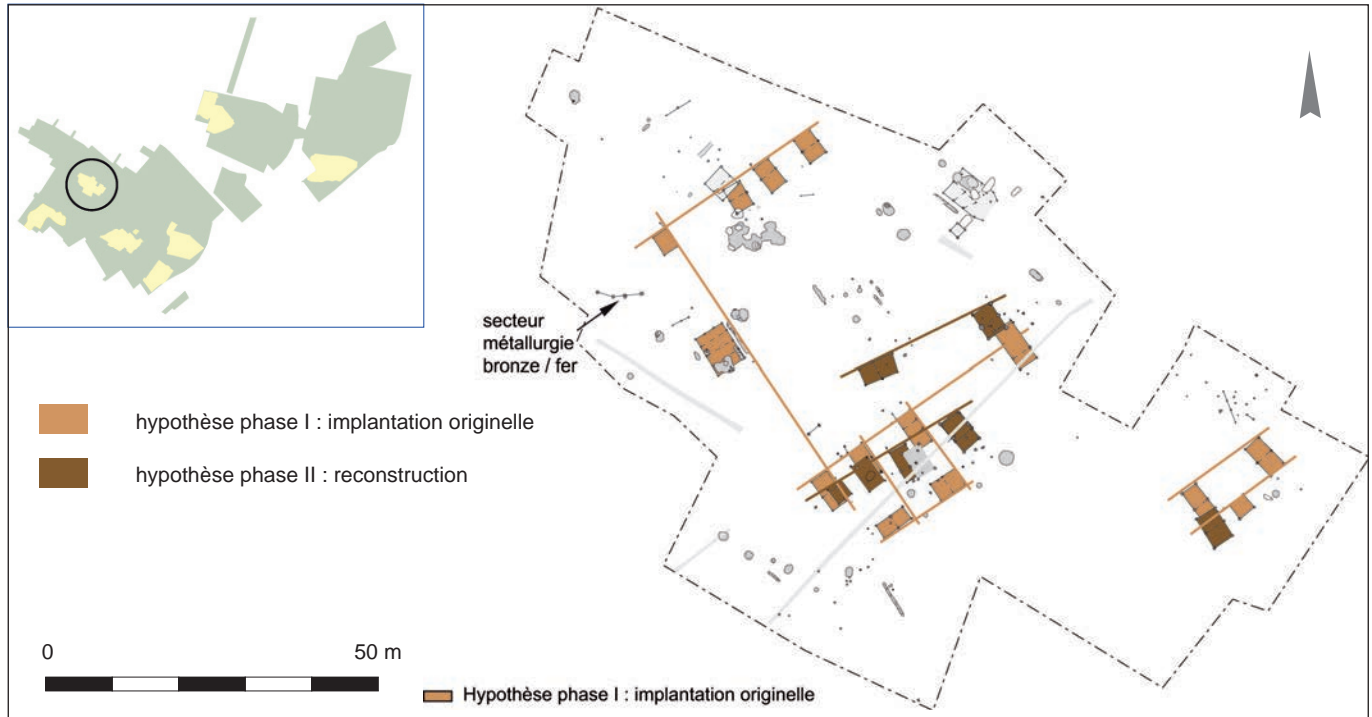 secteur
métallurgie
bronze / fer
hypothèse phase I : implantation originelle
hypothèse phase II : reconstruction
0 50 m
Hypothèse phase I : implantation originelle